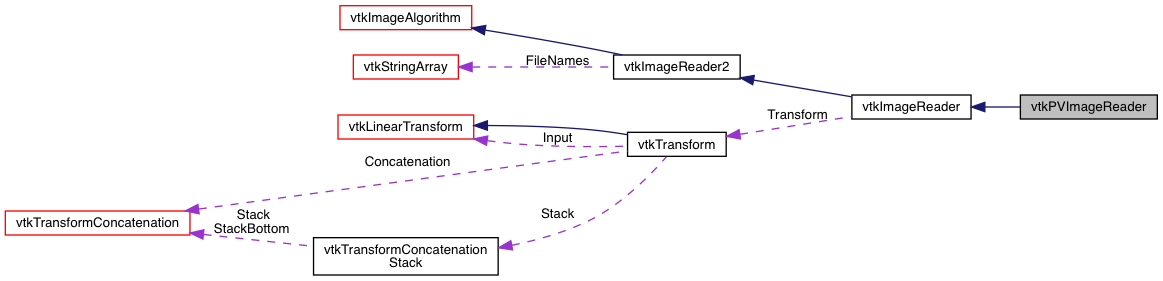 vtkImageAlgorithm
vtkStringArray
FileNames
vtkImageReader2
vtkImageReader
vtkPVImageReader
Transform
vtkLinearTransform
Input
vtkTransform
Concatenation
vtkTransformConcatenation
Stack
StackBottom
Stack
vtkTransformConcatenation
Stack